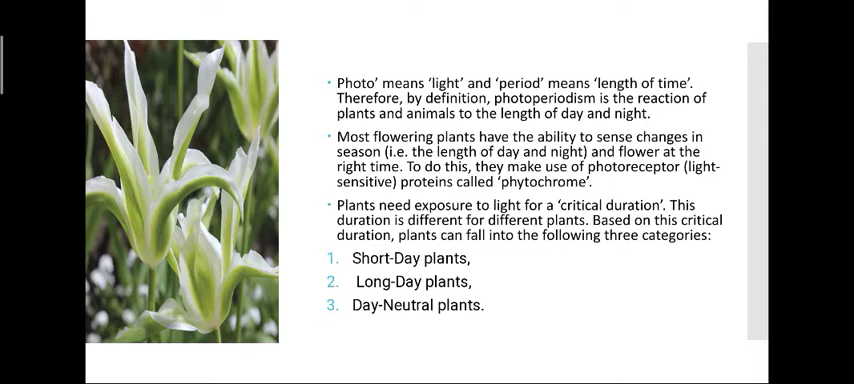 • Photo’ means ‘light’ and ‘period’ means ‘length of time’.
Therefore, by definition, photoperiodism is the reaction of
plants and animals to the length of day and night.
• Most flowering plants have the ability to sense changes in
season (i.e. the length of day and night) and flower at the
right time. To do this, they make use of photoreceptor (light-
sensitive) proteins called ‘phytochrome’.
• Plants need exposure to light for a ‘critical duration’. This
duration is different for different plants. Based on this critical
duration, plants can fall into the following three categories:
1. Short-Day plants,
2. Long-Day plants,
3. Day-Neutral plants.